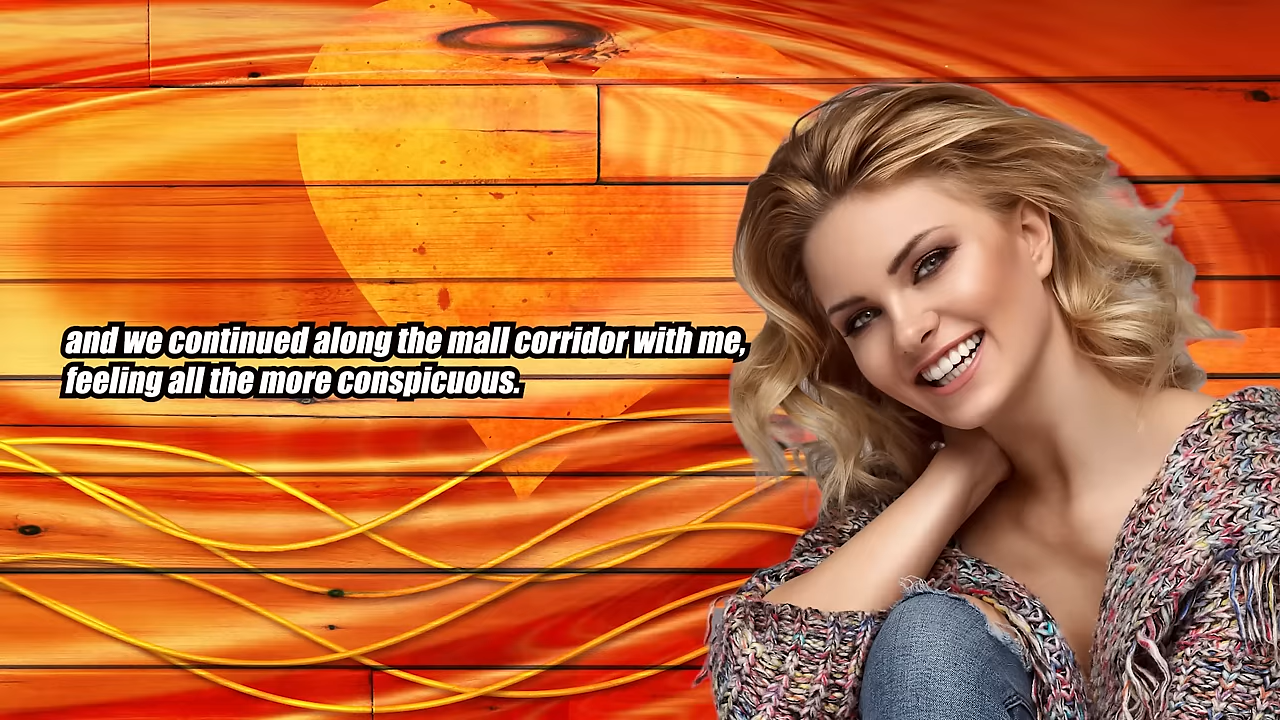 and we continued along the mall corridor with me,
feeling all the more conspicuous.